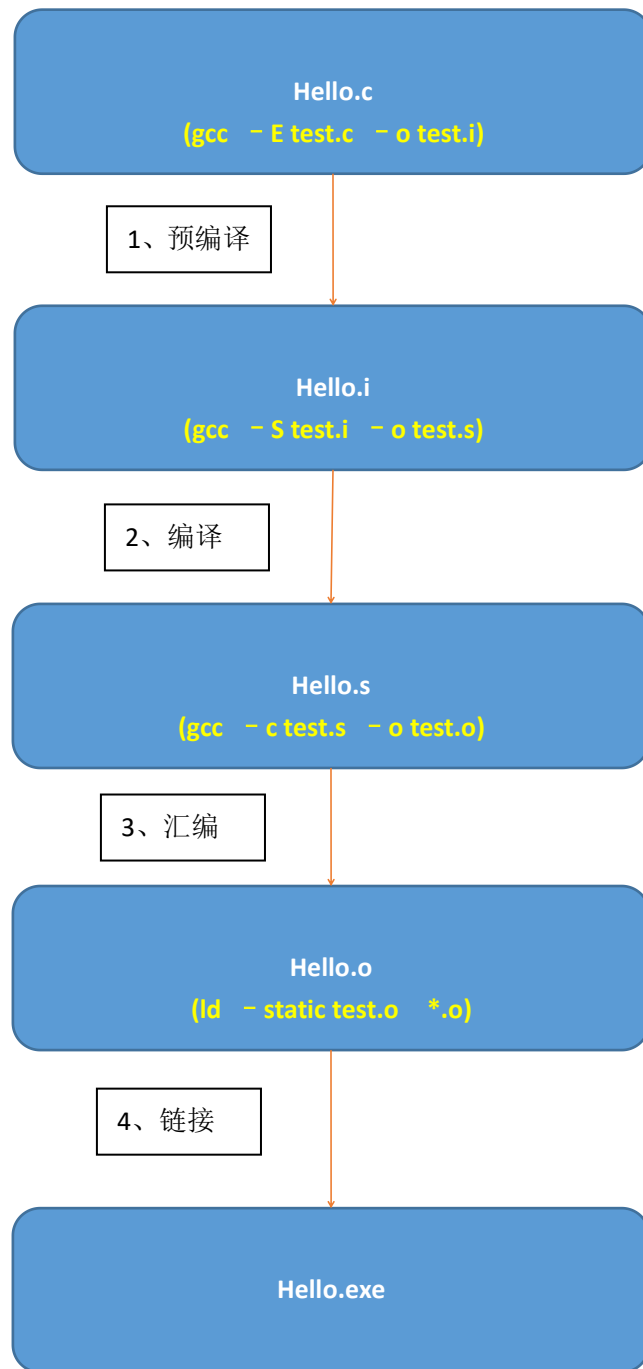 Hello.c
(gcc －E test.c －o test.i)
1、预编译
Hello.i
(gcc －S test.i －o test.s)
2、编译
Hello.s
(gcc －c test.s －o test.o)
3、汇编
Hello.o
(ld －static test.o *.o)
4、链接
Hello.exe